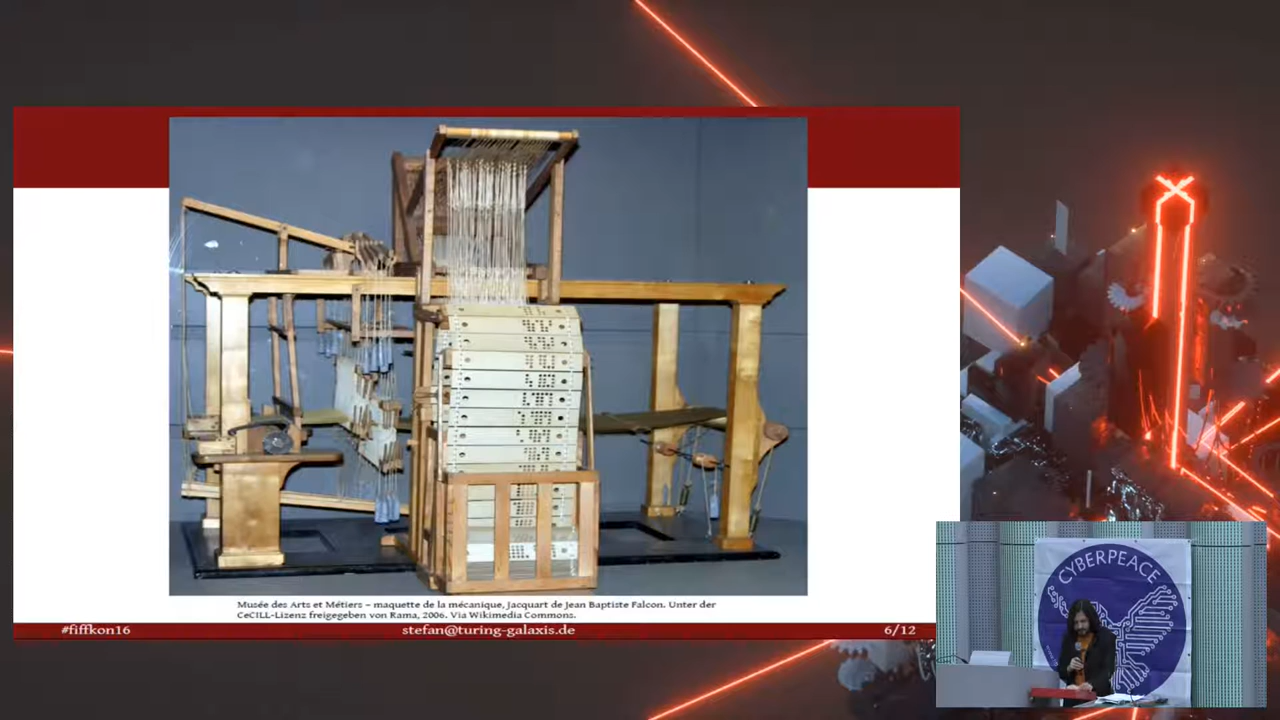 Musée des Arts et Métiers – maquette de la mécanique, Jacquart de Jean Baptiste Falcon. Unter der
CeCILL-Lizenz freigegeben von Rama, 2006. Via Wikimedia Commons.
#fiffkon16 stefan@turing-galaxis.de 6/12
CYBERPEACE